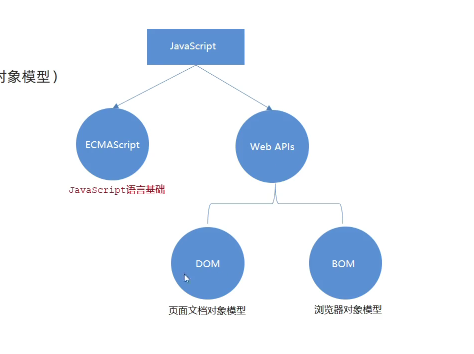 JavaScript
对象模型)
ECMAScript
Web APIs
JavaScript语言基础
DOM
BOM
页面文档对象模型
浏览器对象模型